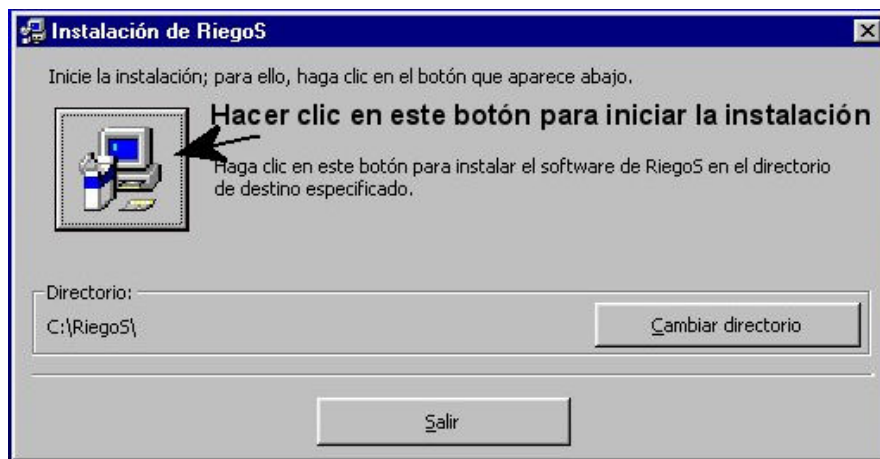 Instalación de RiegoS
Inicie la instalación; para ello, haga clic en el botón que aparece abajo.
Hacer clic en este botón para iniciar la instalación
Haga clic en este botón para instalar el software de RiegoS en el directorio
de destino especificado.
Directorio:
C:\RiegoS\
Cambiar directorio
Salir